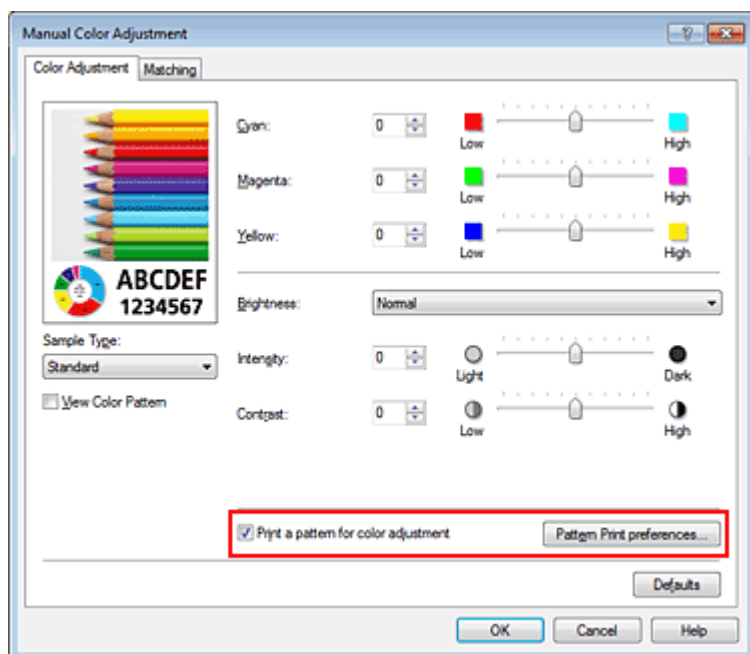 Manual Color Adjustment
Color Adjustment Matching
Cyan: 0 Low High
Magenta: 0 Low High
Yellow: 0 Low High
ABCDEF
1234567
Brightness: Normal
Sample Type:
Standard
Intensity: 0 Light Dark
View Color Pattern
Contrast: 0 Low High
Print a pattern for color adjustment Pattern Print preferences...
Defaults
OK Cancel Help